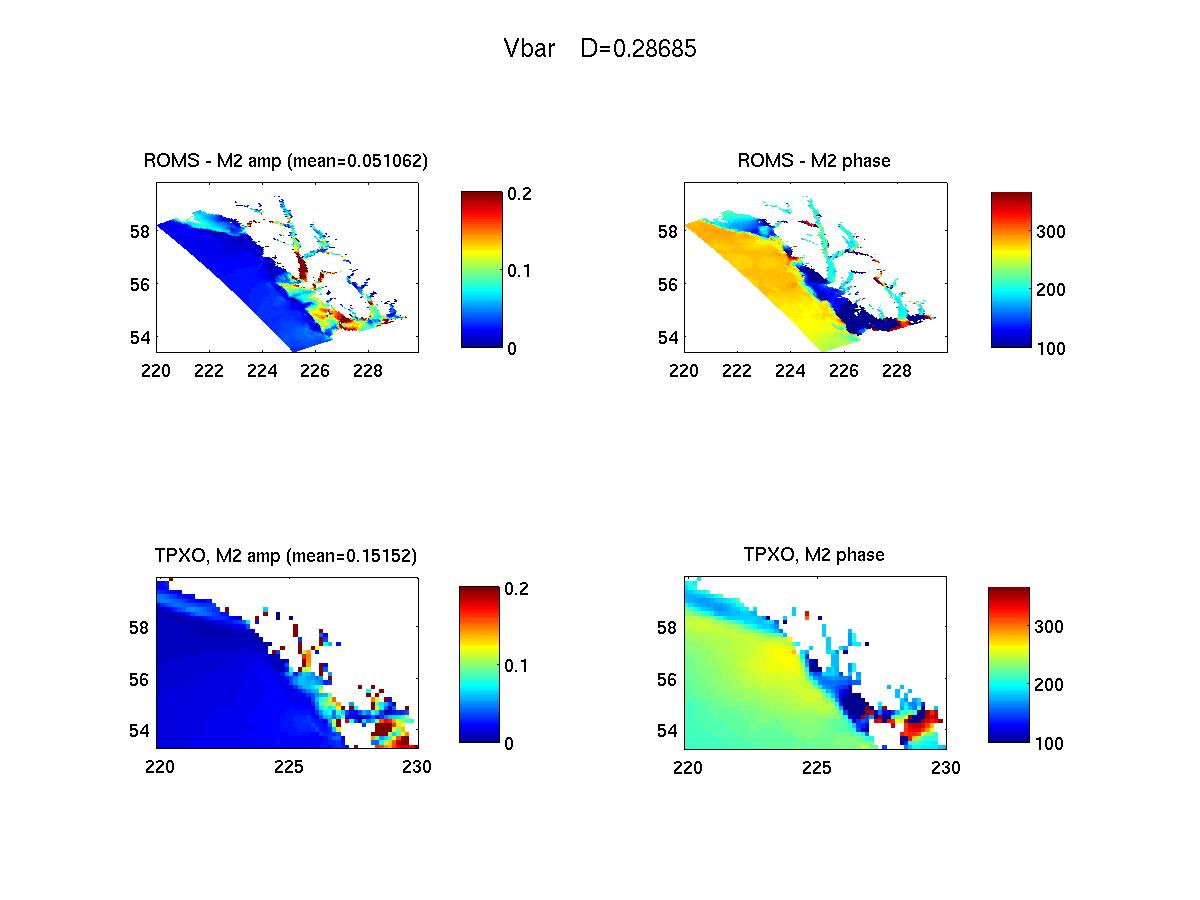 Vbar D=0.28685
ROMS - M2 amp (mean=0.051062)
58
56
54
220 222 224 226 228
0.2
0.1
0
ROMS - M2 phase
58
56
54
220 222 224 226 228
300
200
100
TPXO, M2 amp (mean=0.15152)
58
56
54
220 225 230
0.2
0.1
0
TPXO, M2 phase
58
56
54
220 225 230
300
200
100